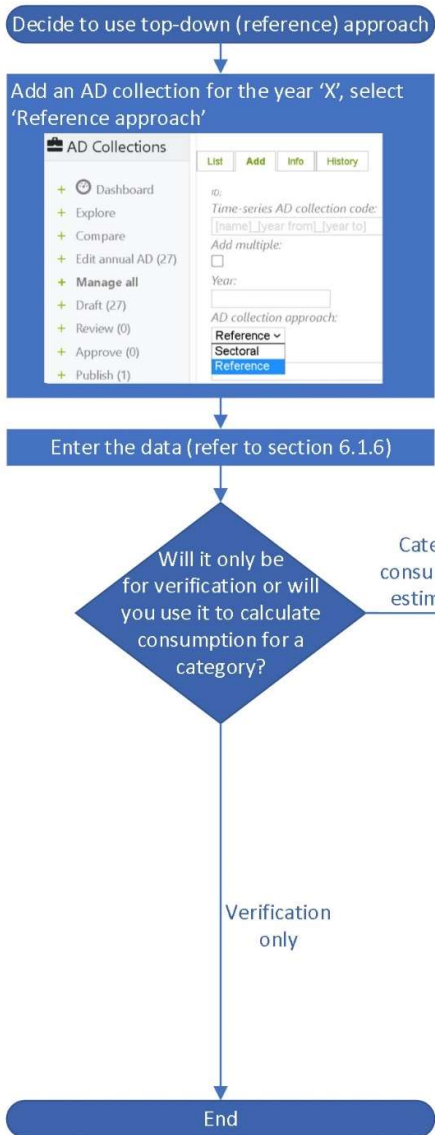 Decide to use top-down (reference) approach
Add an AD collection for the year ‘X’, select
‘Reference approach’
AD Collections
+ Dashboard
+ Explore
+ Compare
+ Edit annual AD (27)
+ Manage all
+ Draft (27)
+ Review (0)
+ Approve (0)
+ Publish (1)
List Add Info History
ID:
Time-series AD collection code:
[name]_[year from]_[year to]
Add multiple:
Year:
AD collection approach:
Reference
Sectoral
Reference
Enter the data (refer to section 6.1.6)
Will it only be
for verification or will
you use it to calculate
consumption for a
category?
Cate
consu
estim
Verification
only
End